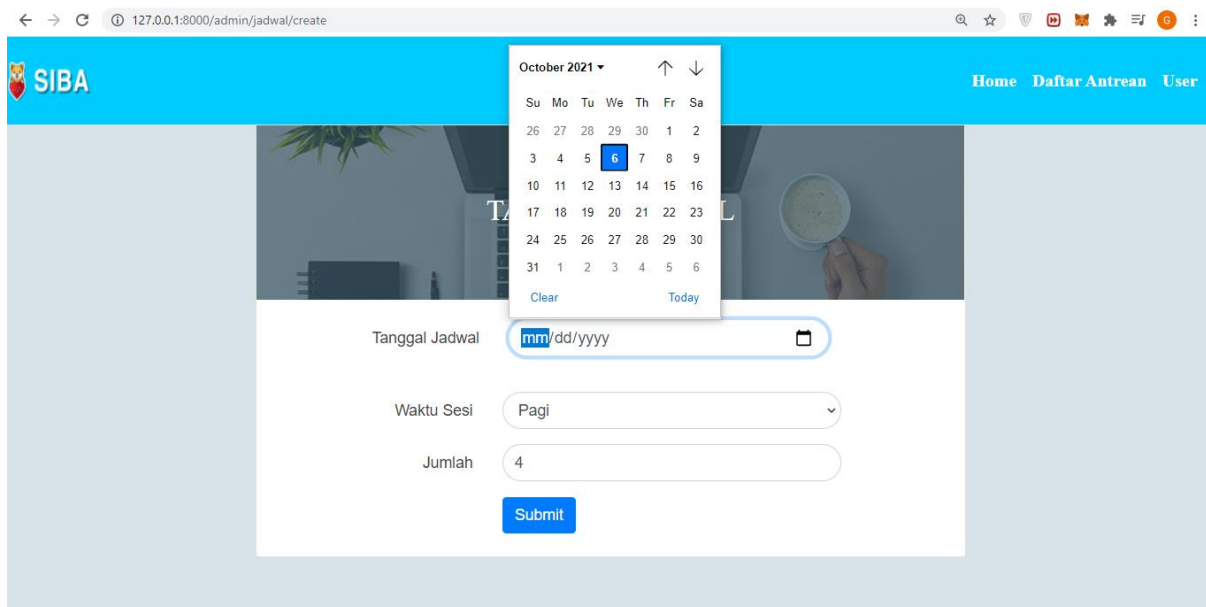 127.0.0.1:8000/admin/jadwal/create
G
SIBA
Home Daftar Antrean User
October 2021
Su Mo Tu We Th Fr Sa
26 27 28 29 30 1 2
3 4 5 6 7 8 9
10 11 12 13 14 15 16
17 18 19 20 21 22 23
24 25 26 27 28 29 30
31 1 2 3 4 5 6
Clear Today
Tanggal Jadwal mm/dd/yyyy
Waktu Sesi Pagi
Jumlah 4
Submit